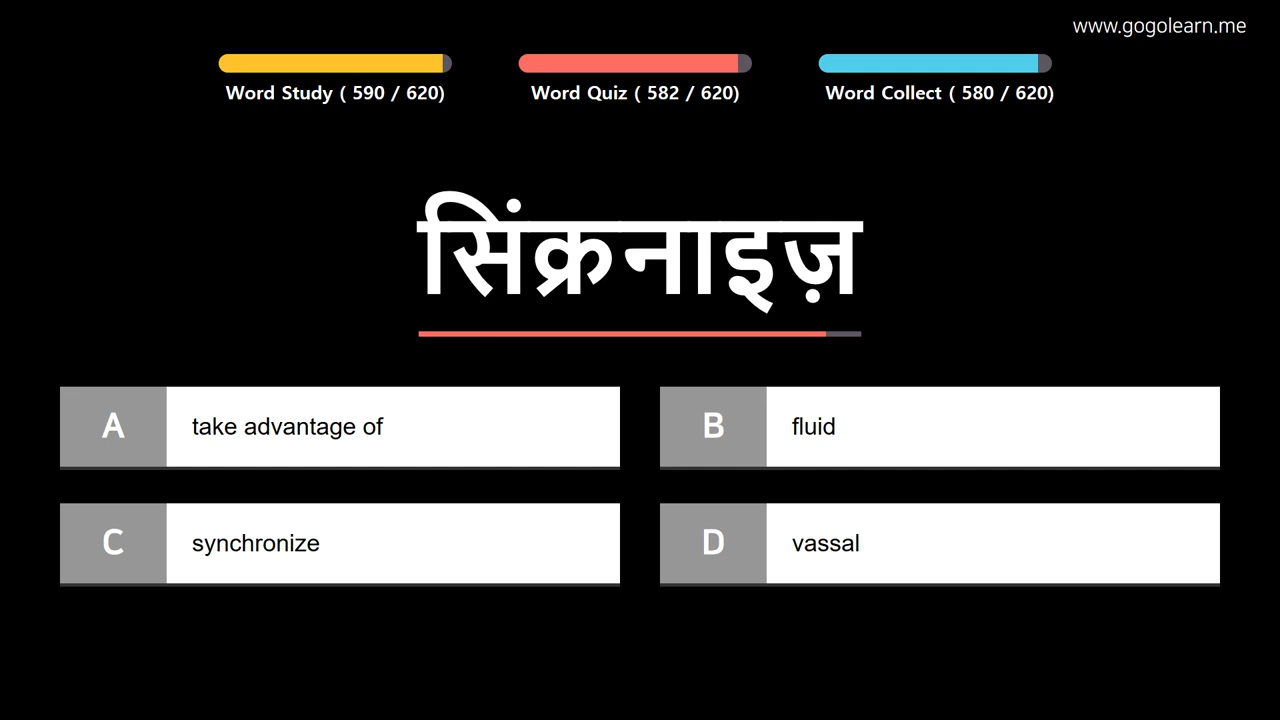 www.gogolearn.me
Word Study ( 590 / 620)
Word Quiz ( 582 / 620)
Word Collect ( 580 / 620)
सिंक्रनाइज़
A take advantage of
B fluid
C synchronize
D vassal